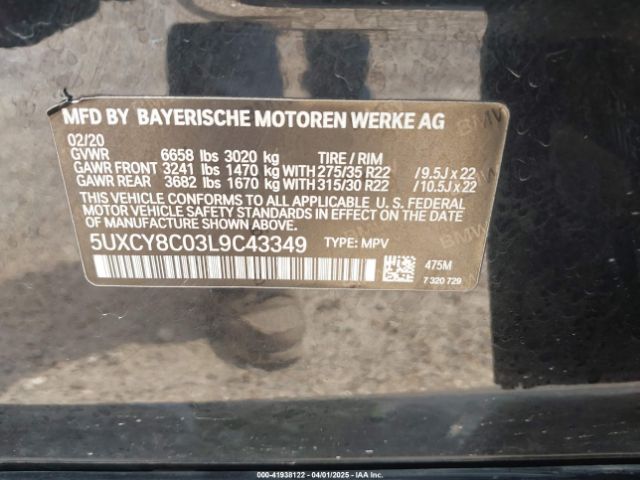 MFD BY BAYERISCHE MOTOREN WERKE AG
02/20
GVWR 6658 lbs 3020 kg TIRE / RIM
GAWR FRONT 3241 lbs 1470 kg WITH 275/35 R22 / 9.5J x 22
GAWR REAR 3682 lbs 1670 kg WITH 315/30 R22 / 10.5J x 22
THIS VEHICLE CONFORMS TO ALL APPLICABLE U. S. FEDERAL
MOTOR VEHICLE SAFETY STANDARDS IN EFFECT ON THE DATE
OF MANUFACTURE SHOWN ABOVE.
5UXCY8C03L9C43349 TYPE: MPV
475M
7 320 729
BMW
BMW
000-41938122 - 04/01/2025 - IAA Inc.